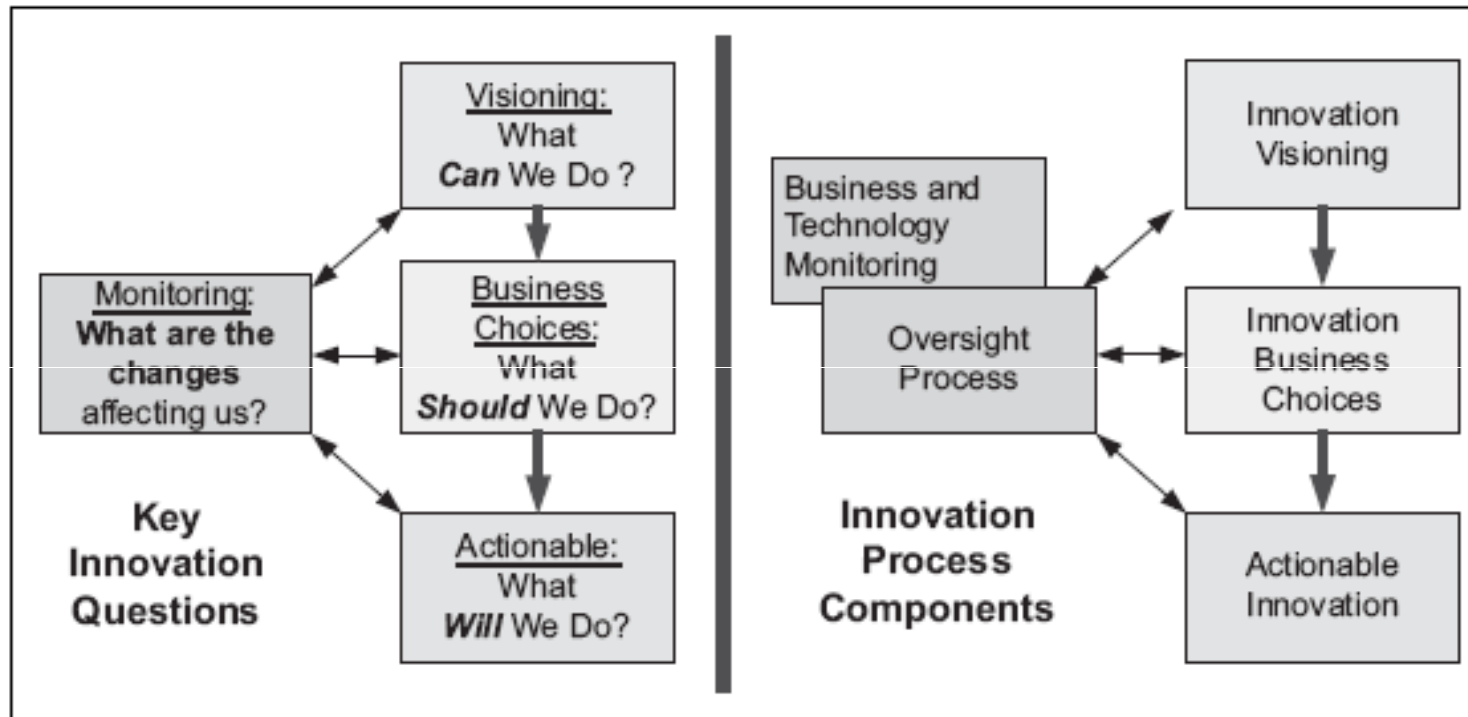 Visioning:
What
Can We Do ?
Monitoring:
What are the
changes
affecting us?
Business
Choices:
What
Should We Do?
Key
Innovation
Questions
Actionable:
What
Will We Do?
Innovation
Visioning
Business and
Technology
Monitoring
Oversight
Process
Innovation
Business
Choices
Innovation
Process
Components
Actionable
Innovation